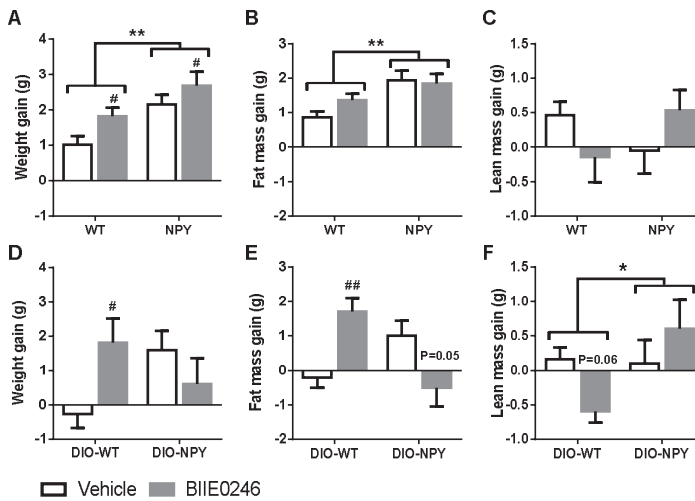 A
Weight gain (g)
4
3
2
1
0
-1
**
#
#
WT
NPY
B
Fat mass gain (g)
3
2
1
0
-1
-2
**
WT
NPY
C
Lean mass gain (g)
1.5
1.0
0.5
0.0
-0.5
-1.0
WT
NPY
D
Weight gain (g)
4
3
2
1
0
-1
#
DIO-WT
DIO-NPY
E
Fat mass gain (g)
3
2
1
0
-1
-2
##
P=0.05
DIO-WT
DIO-NPY
F
Lean mass gain (g)
1.5
1.0
0.5
0.0
-0.5
-1.0
*
P=0.06
DIO-WT
DIO-NPY
Vehicle
BIIE0246